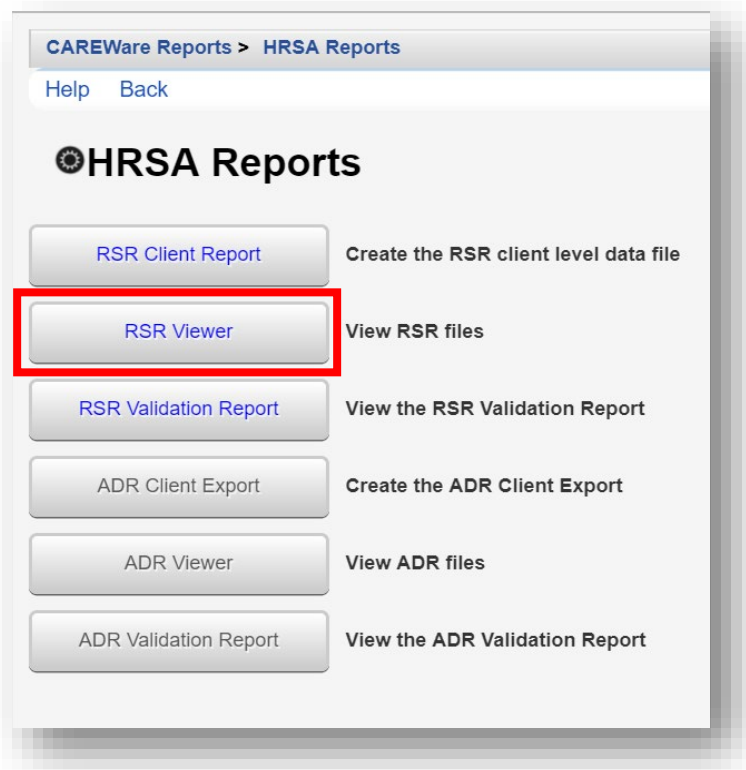 CAREWare Reports > HRSA Reports
Help Back
HRSA Reports
RSR Client Report Create the RSR client level data file
RSR Viewer View RSR files
RSR Validation Report View the RSR Validation Report
ADR Client Export Create the ADR Client Export
ADR Viewer View ADR files
ADR Validation Report View the ADR Validation Report